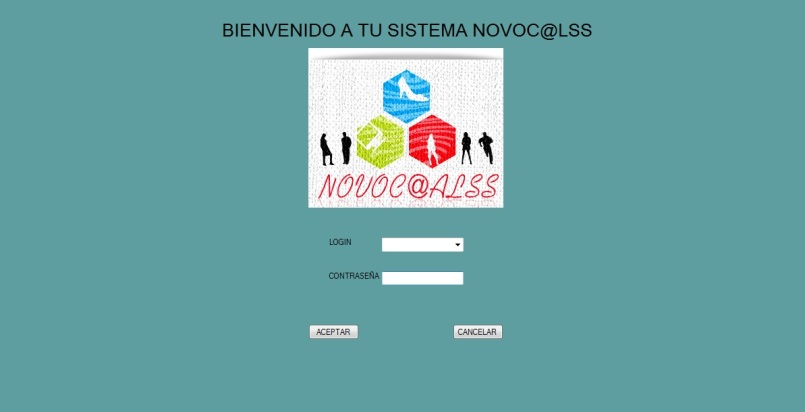 BIENVENIDO A TU SISTEMA NOVOC@LSS
NOVOC@ALSS
LOGIN
CONTRASEÑA
ACEPTAR
CANCELAR